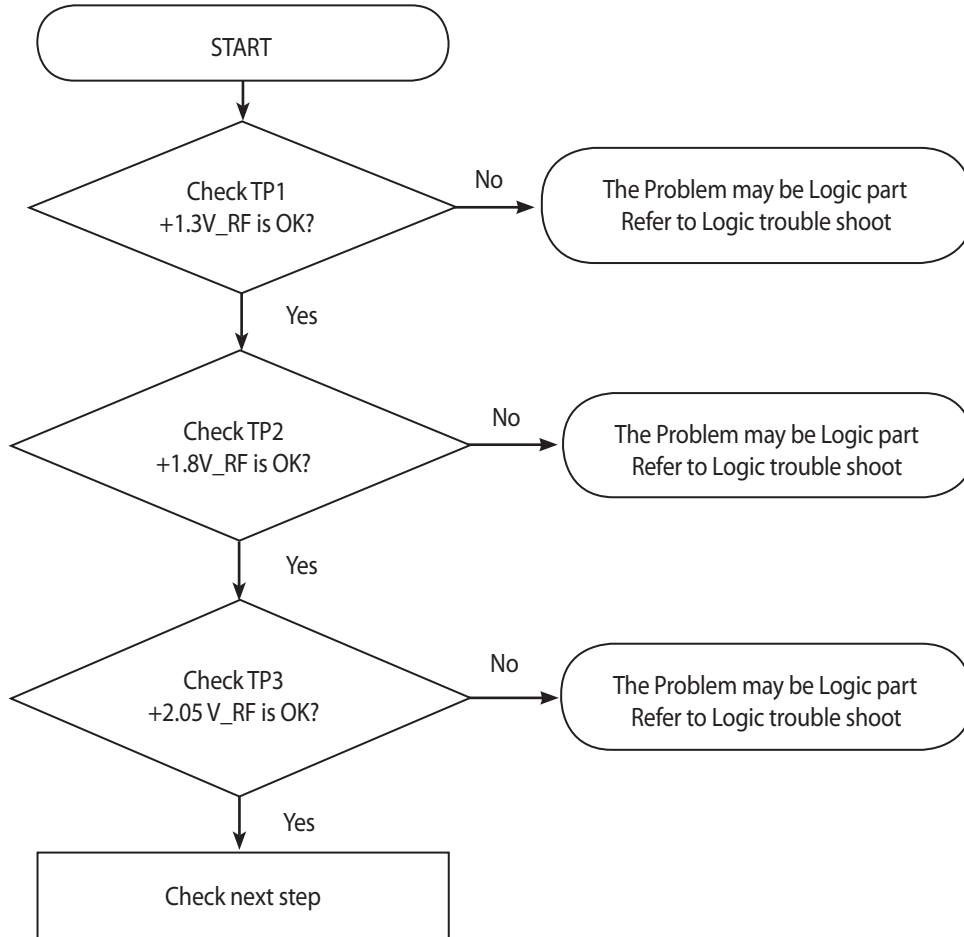 START
Check TP1
+1.3V_RF is OK?
No
The Problem may be Logic part
Refer to Logic trouble shoot
Yes
Check TP2
+1.8V_RF is OK?
No
The Problem may be Logic part
Refer to Logic trouble shoot
Yes
Check TP3
+2.05 V_RF is OK?
No
The Problem may be Logic part
Refer to Logic trouble shoot
Yes
Check next step